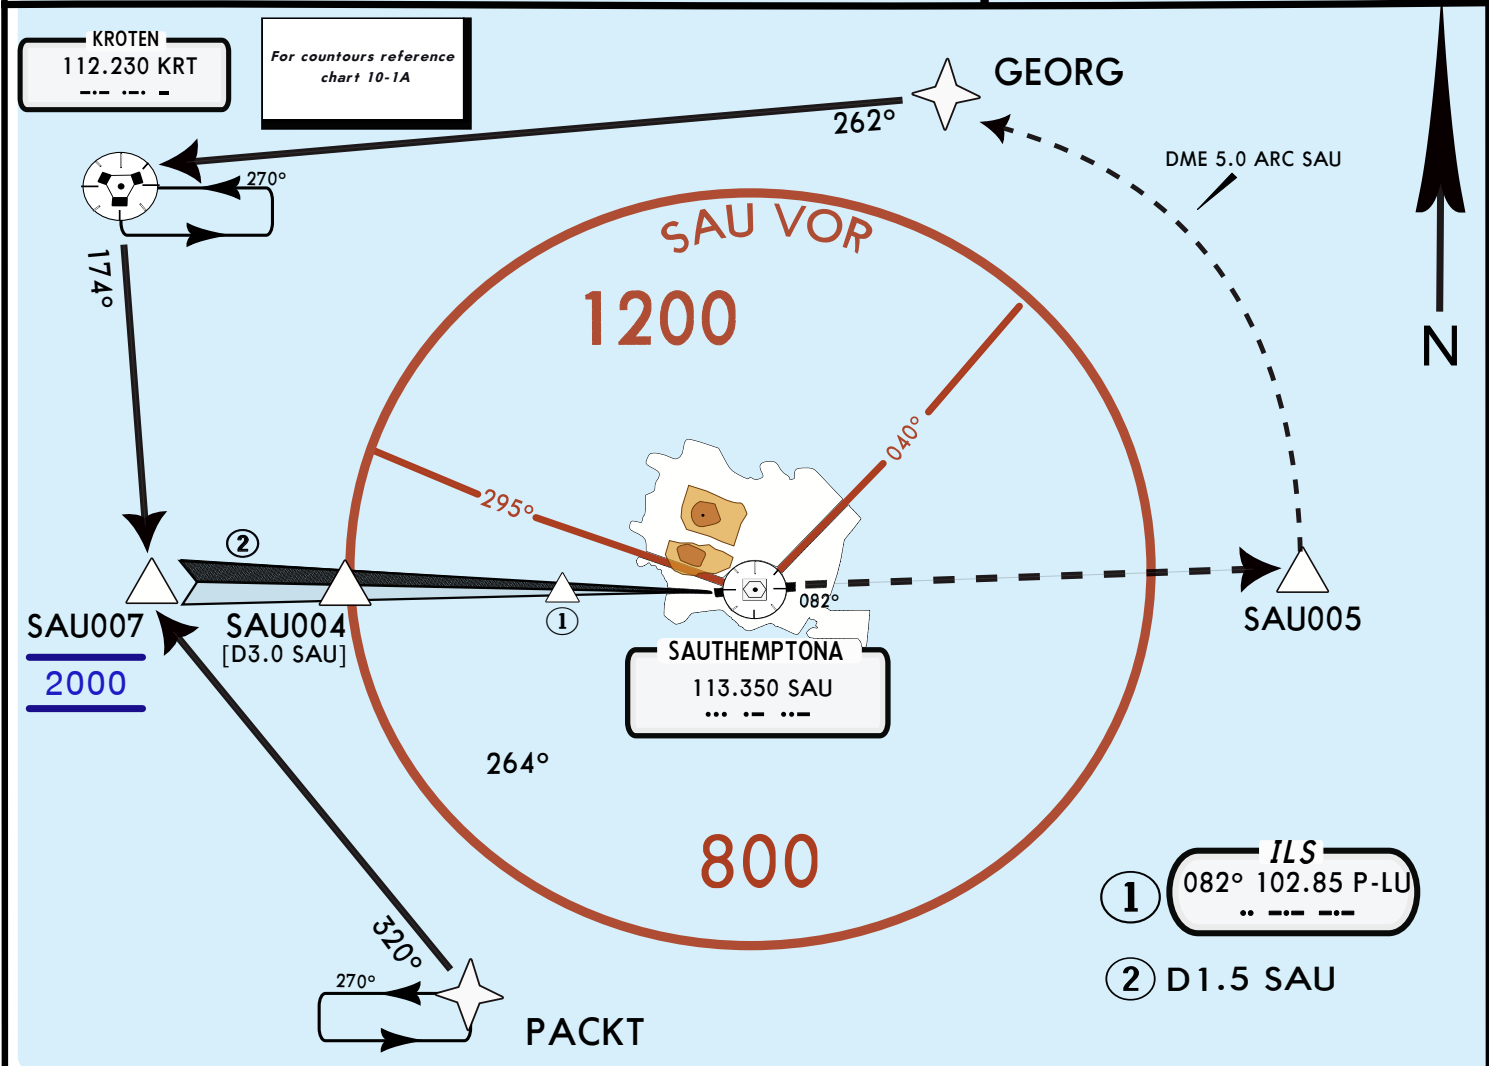 KROTEN
112.230 KRT
For countours reference
chart 10-1A
GEORG
262°
DME 5.0 ARC SAU
270°
SAU VOR
1200
174°
N
040°
295°
2
SAU007
2000
SAU004
[D3.0 SAU]
1
082°
SAU005
SAUTHEMPTONA
113.350 SAU
264°
800
ILS
1
082° 102.85 P-LU
2 D1.5 SAU
320°
270°
PACKT